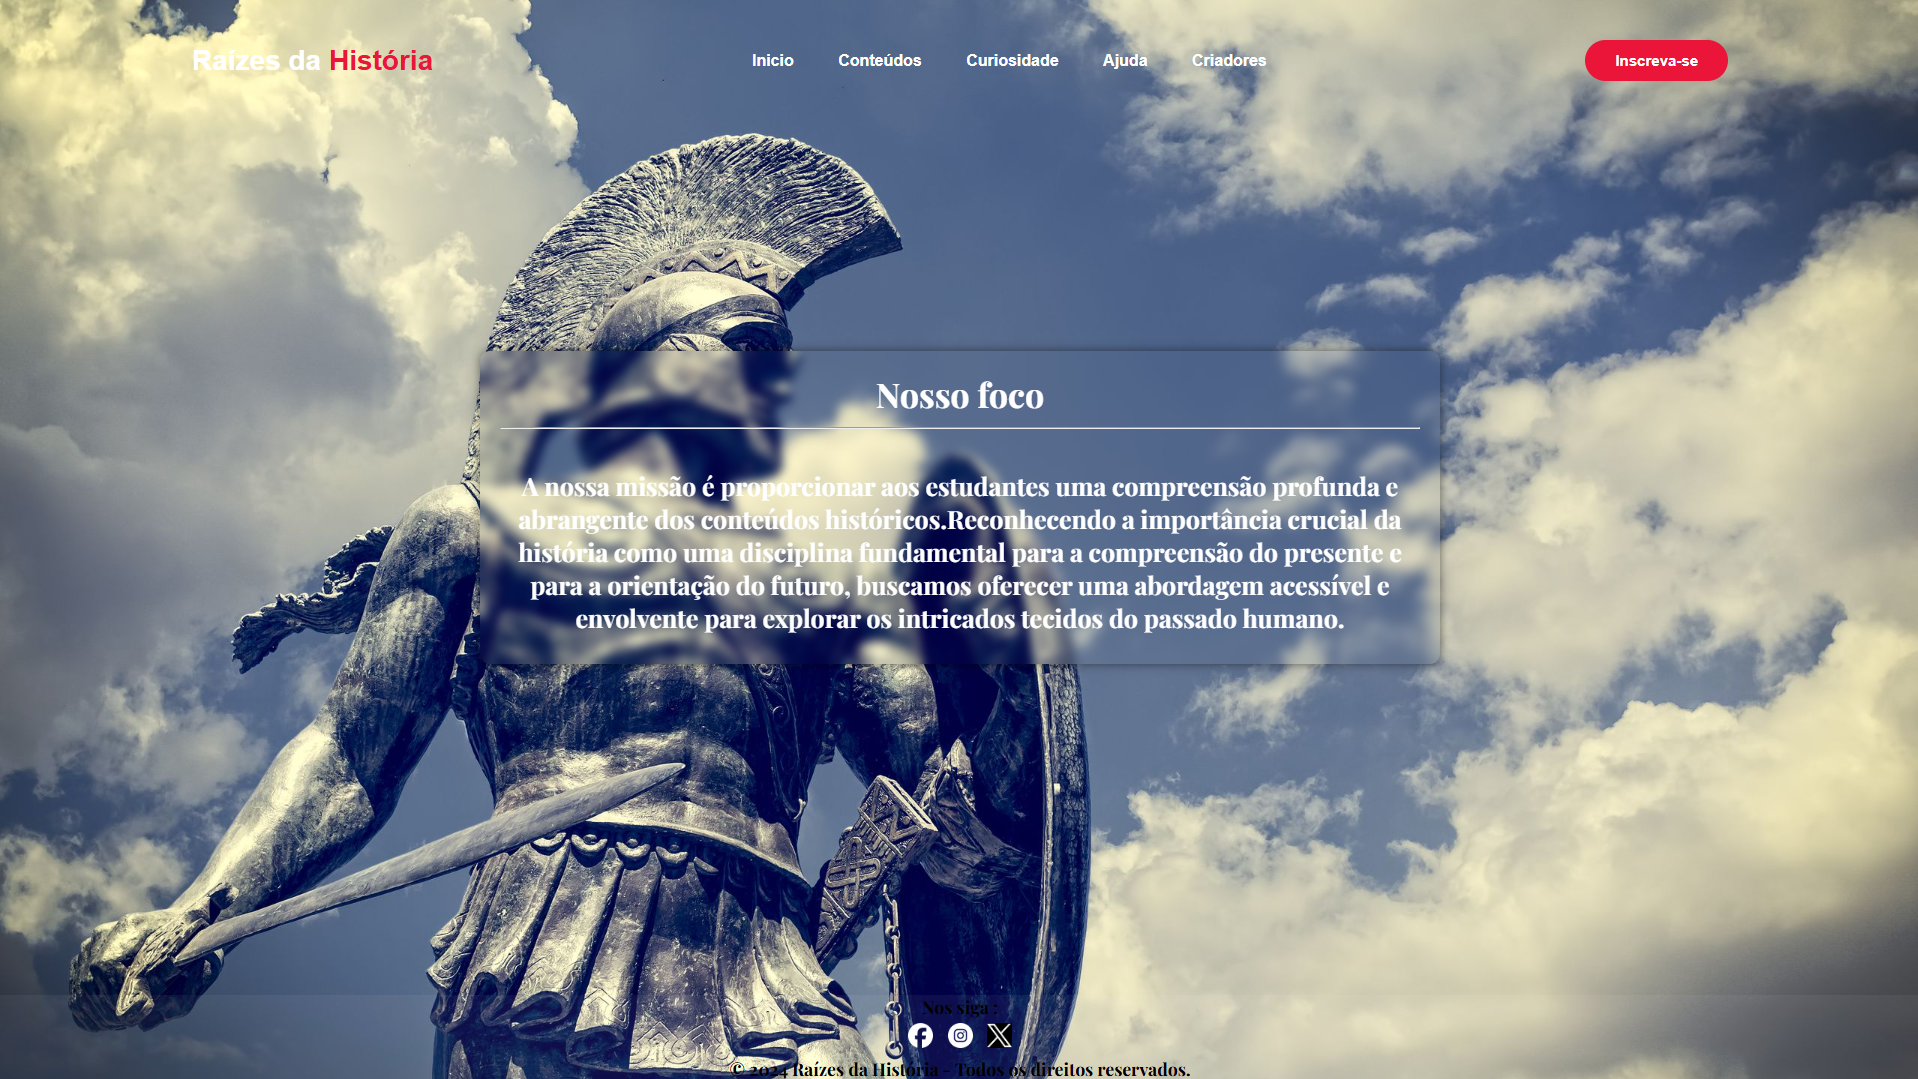 Raízes da História
Inicio
Conteúdos
Curiosidade
Ajuda
Criadores
Inscreva-se
Nosso foco
A nossa missão é proporcionar aos estudantes uma compreensão profunda e
abrangente dos conteúdos históricos.Reconhecendo a importância crucial da
história como uma disciplina fundamental para a compreensão do presente e
para a orientação do futuro, buscamos oferecer uma abordagem acessível e
envolvente para explorar os intricados tecidos do passado humano.
Nos siga :
© 2024 Raízes da História - Todos os direitos reservados.